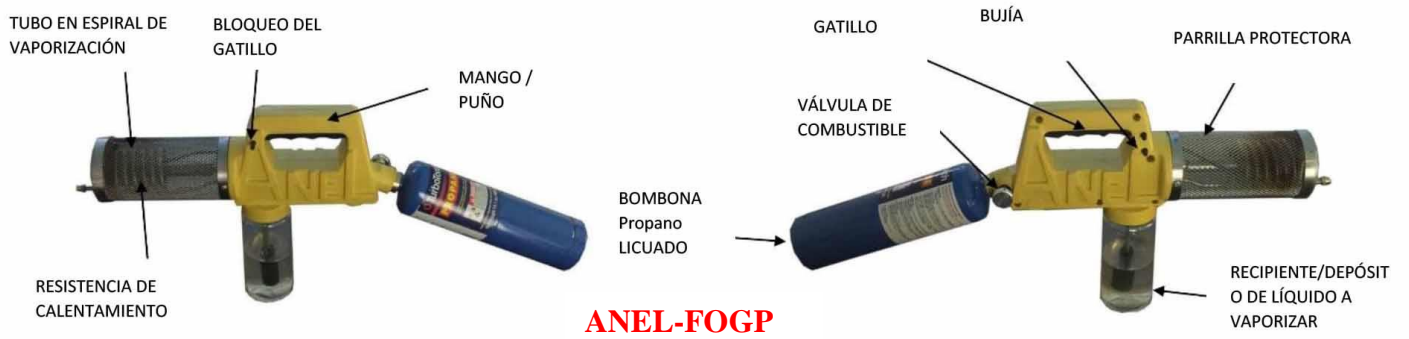 TUBO EN ESPIRAL DE
VAPORIZACIÓN
BLOQUEO DEL
GATILLO
MANGO /
PUÑO
RESISTENCIA DE
CALENTAMIENTO
GATILLO
BUJÍA
PARRILLA PROTECTORA
VÁLVULA DE
COMBUSTIBLE
BOMBONA
Propano
LICUADO
RECIPIENTE/DEPÓSIT
O DE LÍQUIDO A
VAPORIZAR
ANEL
ANEL-FOGP